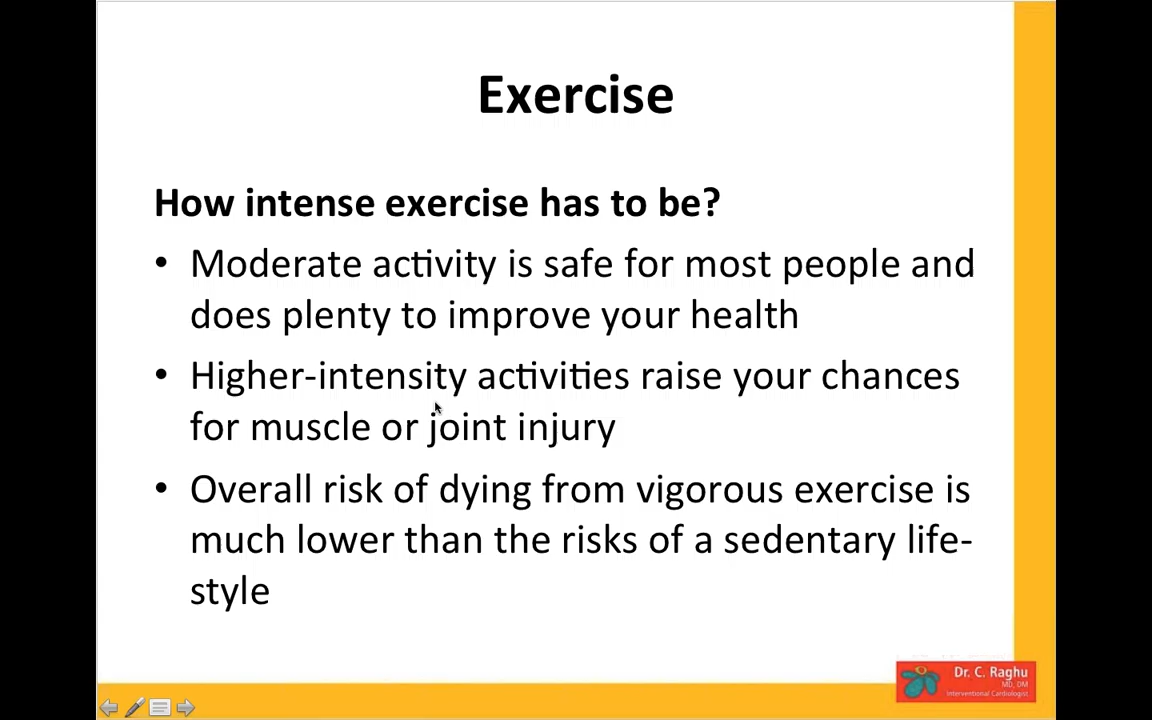 Exercise
How intense exercise has to be?
• Moderate activity is safe for most people and
does plenty to improve your health
• Higher-intensity activities raise your chances
for muscle or joint injury
• Overall risk of dying from vigorous exercise is
much lower than the risks of a sedentary life-
style
Dr. C. Raghu
MD, DM
Interventional Cardiologist